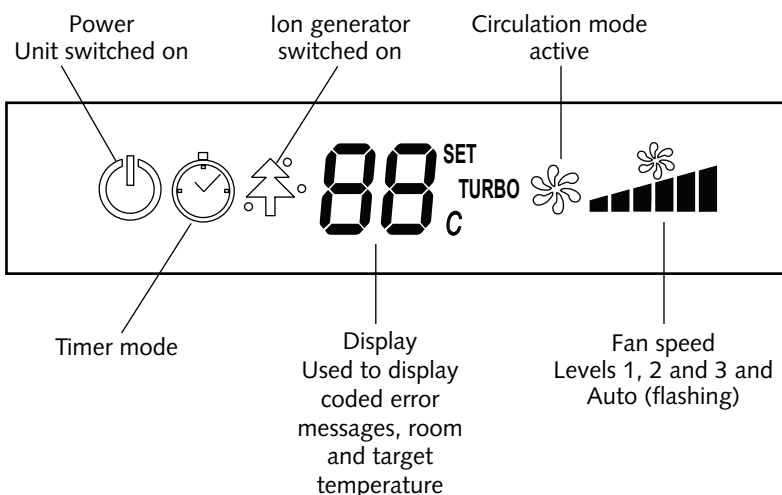 Power
Unit switched on
Ion generator
switched on
Circulation mode
active
88
SET
TURBO
C
Timer mode
Display
Used to display
coded error
messages, room
and target
temperature
Fan speed
Levels 1, 2 and 3 and
Auto (flashing)